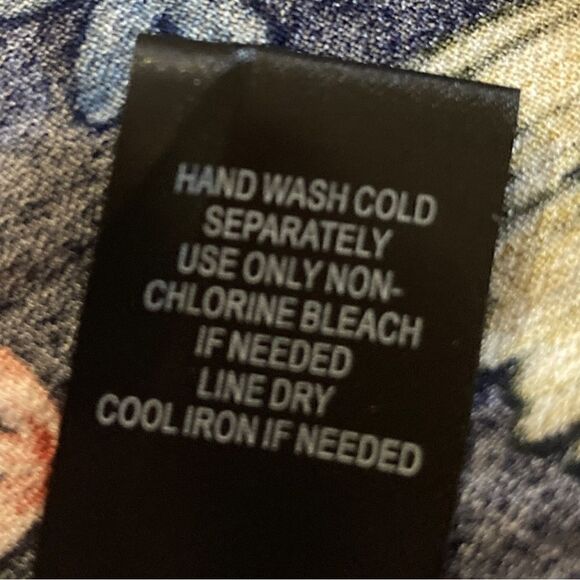 HAND WASH COLD
SEPARATELY
USE ONLY NON-
CHLORINE BLEACH
IF NEEDED
LINE DRY
COOL IRON IF NEEDED